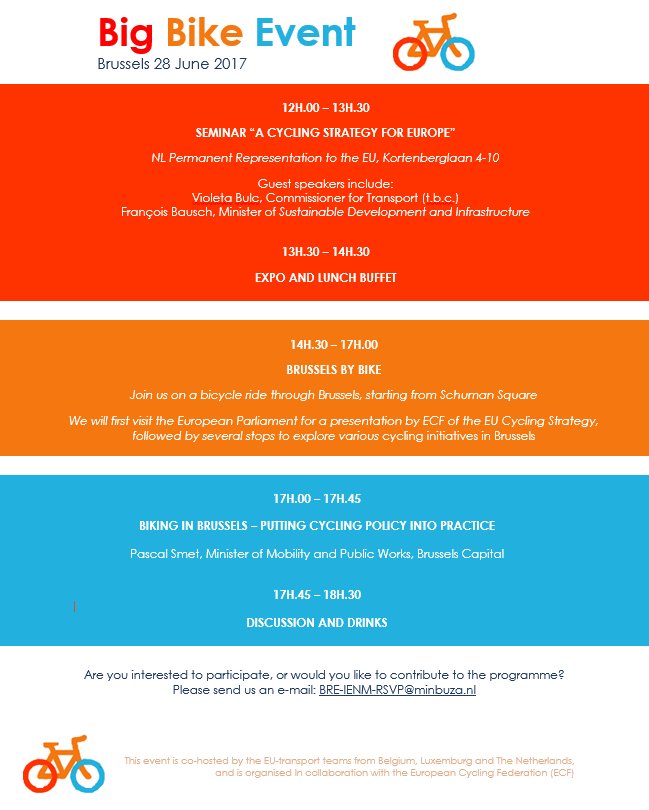 Big Bike Event
Brussels 28 June 2017
12H.00 – 13H.30
SEMINAR “A CYCLING STRATEGY FOR EUROPE”
NL Permanent Representation to the EU, Kortenberglaan 4-10
Guest speakers include:
Violeta Bulc, Commissioner for Transport (t.b.c.)
François Bausch, Minister of Sustainable Development and Infrastructure
13H.30 – 14H.30
EXPO AND LUNCH BUFFET
14H.30 – 17H.00
BRUSSELS BY BIKE
Join us on a bicycle ride through Brussels, starting from Schuman Square
We will first visit the European Parliament for a presentation by ECF of the EU Cycling Strategy,
followed by several stops to explore various cycling initiatives in Brussels
17H.00 – 17H.45
BIKING IN BRUSSELS – PUTTING CYCLING POLICY INTO PRACTICE
Pascal Smet, Minister of Mobility and Public Works, Brussels Capital
17H.45 – 18H.30
DISCUSSION AND DRINKS
Are you interested to participate, or would you like to contribute to the programme?
Please send us an e-mail: BRE-IENM-RSVP@minbuza.nl
This event is co-hosted by the EU-transport teams from Belgium, Luxemburg and The Netherlands,
and is organised in collaboration with the European Cycling Federation (ECF)